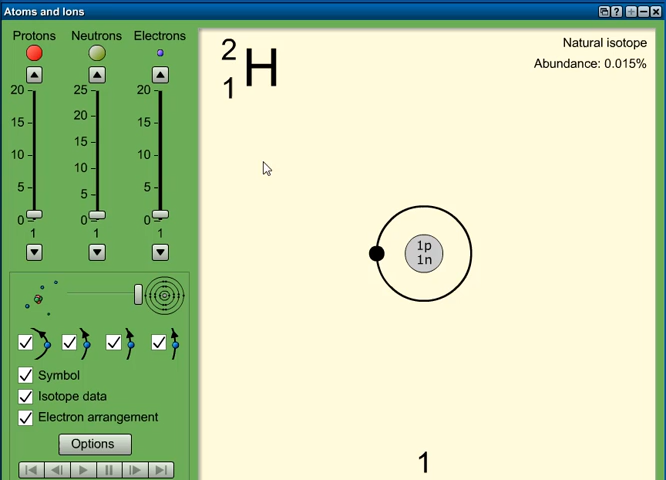 Atoms and Ions
Protons Neutrons Electrons
20 25 20
20
15 15 15
10 10 10
5 5 5
0 0 0
1 1 1
Symbol
Isotope data
Electron arrangement
Options
2
1 H
Natural isotope
Abundance: 0.015%
1p
1n
1